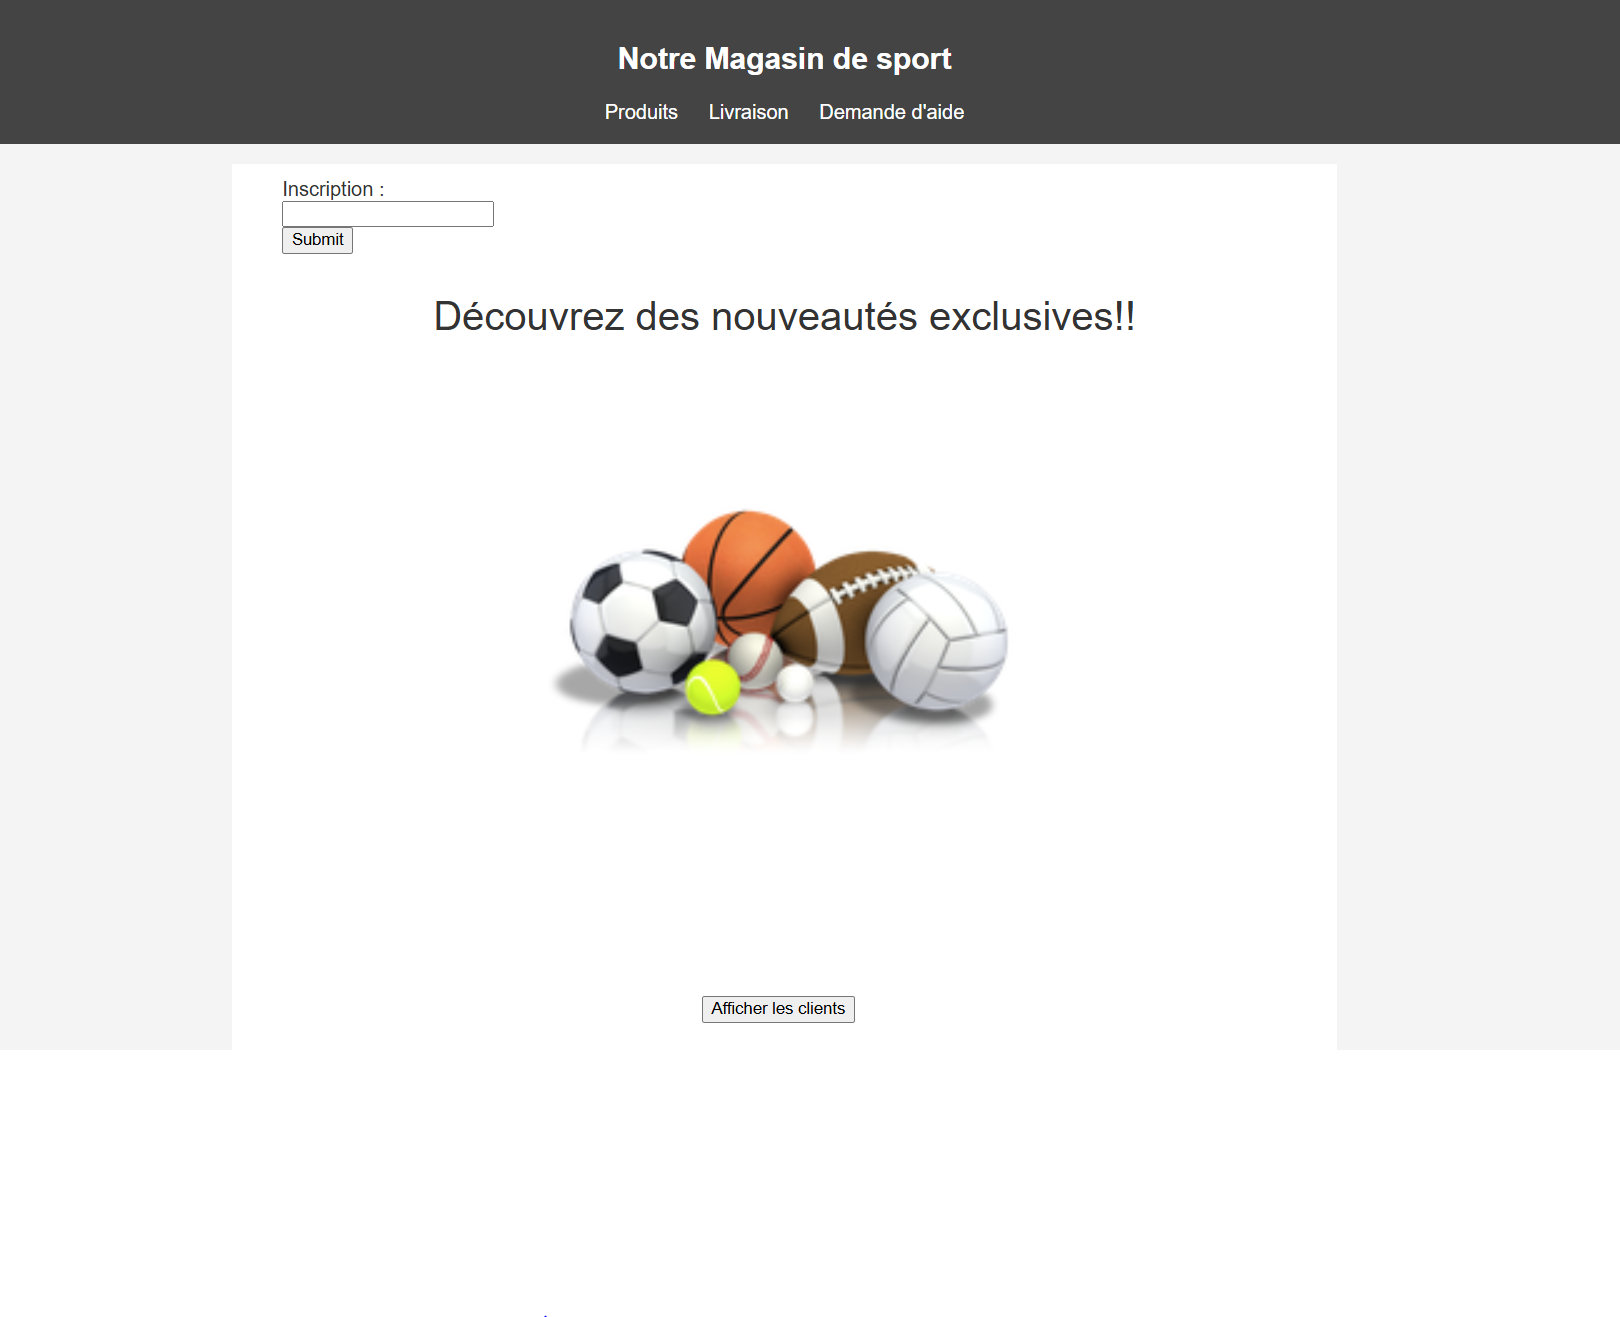 Notre Magasin de sport
Produits Livraison Demande d'aide
Inscription :
Submit
Découvrez des nouveautés exclusives!!
Afficher les clients